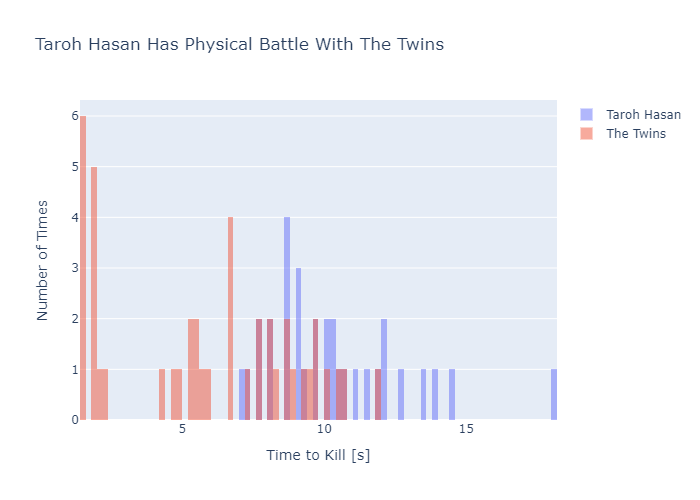 Taroh Hasan Has Physical Battle With The Twins
Taroh Hasan
The Twins
Number of Times
6
5
4
3
2
1
0
5
10
15
Time to Kill [s]